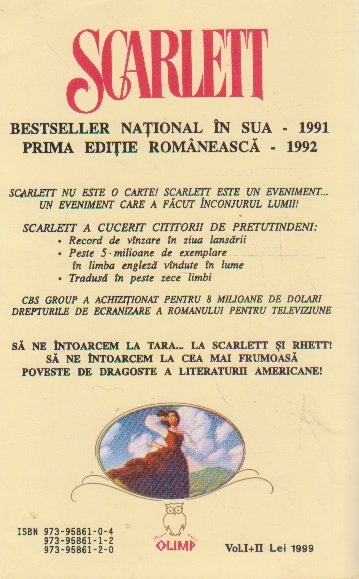 SCARLETT
BESTSELLER NAȚIONAL ÎN SUA - 1991
PRIMA EDIȚIE ROMÂNEASCĂ - 1992
SCARLETT NU ESTE O CARTE! SCARLETT ESTE UN EVENIMENT...
UN EVENIMENT CARE A FĂCUT ÎNCONJURUL LUMII!
SCARLETT A CUCERIT CITITORII DE PRETUTINDENI:
• Record de vînzare în ziua lansării
• Peste 5 milioane de exemplare
în limba engleză vîndute în lume
• Tradusă în peste zece limbi
CBS GROUP A ACHIZIȚIONAT PENTRU 8 MILIOANE DE DOLARI
DREPTURILE DE ECRANIZARE A ROMANULUI PENTRU TELEVIZIUNE
SĂ NE ÎNTOARCEM LA TARA... LA SCARLETT ȘI RHETT!
SĂ NE ÎNTOARCEM LA CEA MAI FRUMOASĂ
POVESTE DE DRAGOSTE A LITERATURII AMERICANE!
ISBN 973-95861-0-4
973-95861-1-2
973-95861-2-0
OLIMP
Vol.I+II Lei 1999